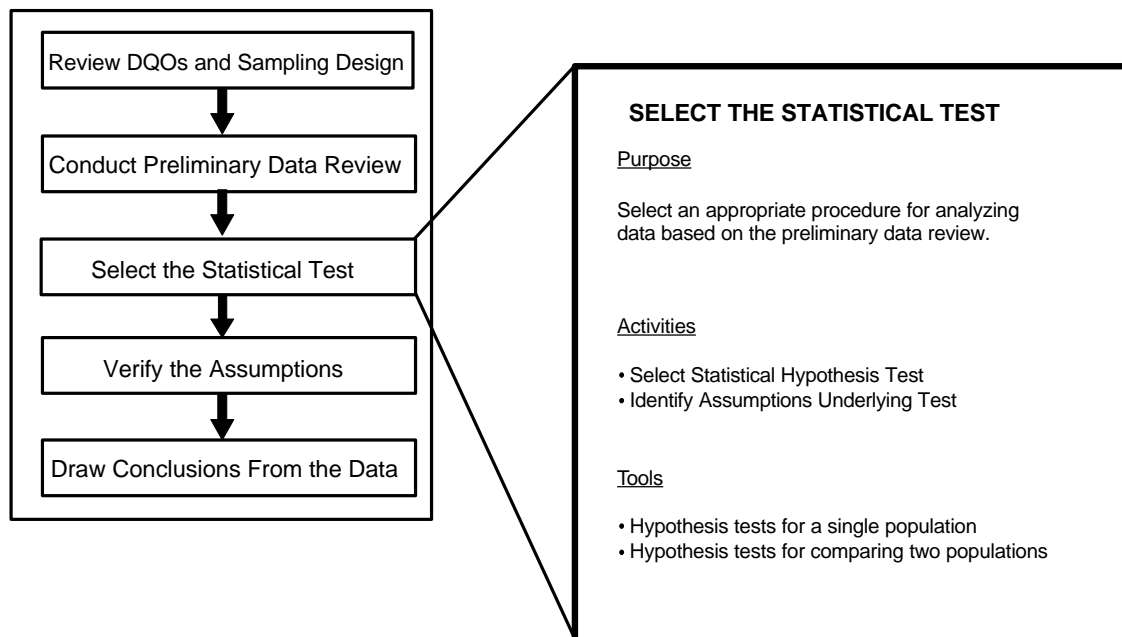 Review DQOs and Sampling Design
Conduct Preliminary Data Review
Select the Statistical Test
Verify the Assumptions
Draw Conclusions From the Data
SELECT THE STATISTICAL TEST
Purpose
Select an appropriate procedure for analyzing
data based on the preliminary data review.
Activities
• Select Statistical Hypothesis Test
• Identify Assumptions Underlying Test
Tools
• Hypothesis tests for a single population
• Hypothesis tests for comparing two populations